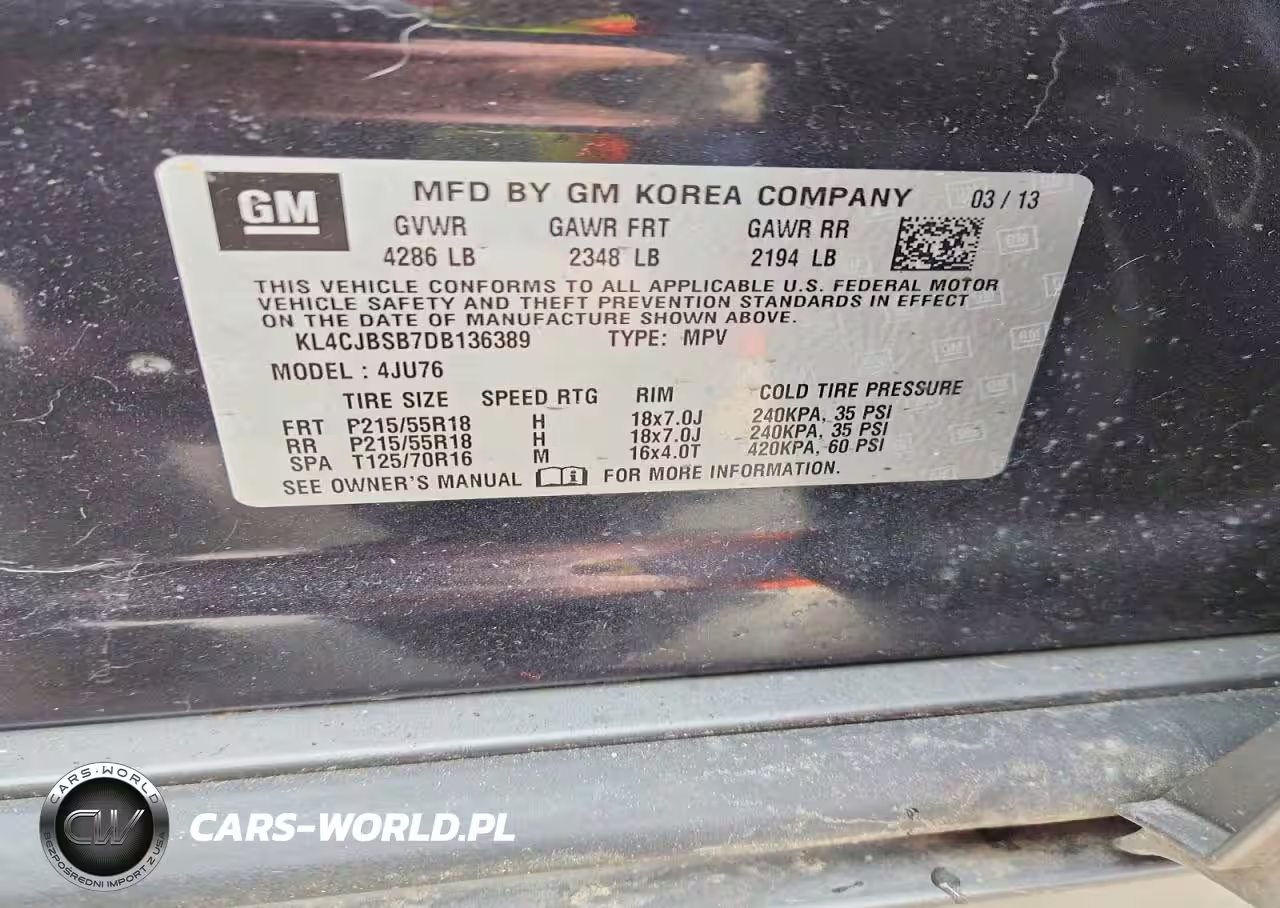 GM
MFD BY GM KOREA COMPANY 03 / 13
GVWR GAWR FRT GAWR RR
4286 LB 2348 LB 2194 LB
THIS VEHICLE CONFORMS TO ALL APPLICABLE U.S. FEDERAL MOTOR
VEHICLE SAFETY AND THEFT PREVENTION STANDARDS IN EFFECT
ON THE DATE OF MANUFACTURE SHOWN ABOVE.
KL4CJBSB7DB136389 TYPE: MPV
MODEL : 4JU76
TIRE SIZE SPEED RTG RIM COLD TIRE PRESSURE
FRT P215/55R18 H 18x7.0J 240KPA, 35 PSI
RR P215/55R18 H 18x7.0J 240KPA, 35 PSI
SPA T125/70R16 M 16x4.0T 420KPA, 60 PSI
SEE OWNER'S MANUAL FOR MORE INFORMATION.
CARS-WORLD
CW
BEZPOŚREDNI IMPORT Z USA
CARS-WORLD.PL